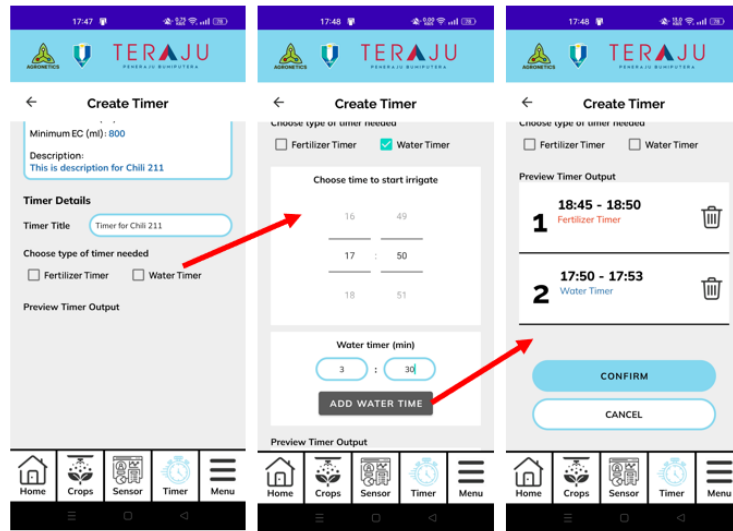 17:47
78
AGRONETICS
TERAJU
PENERAJU BUMIPUTERA
Create Timer
Minimum EC (ml): 800
Description:
This is description for Chili 211
Timer Details
Timer Title
Timer for Chili 211
Choose type of timer needed
Fertilizer Timer
Water Timer
Preview Timer Output
Home
Crops
Sensor
Timer
Menu
17:48
78
AGRONETICS
TERAJU
PENERAJU BUMIPUTERA
Create Timer
Choose type of timer needed
Fertilizer Timer
Water Timer
Choose time to start irrigate
16 49
17 : 50
18 51
Water timer (min)
3 : 30
ADD WATER TIME
Preview Timer Output
Home
Crops
Sensor
Timer
Menu
17:48
78
AGRONETICS
TERAJU
PENERAJU BUMIPUTERA
Create Timer
Choose type of timer needed
Fertilizer Timer
Water Timer
Preview Timer Output
1
18:45 - 18:50
Fertilizer Timer
2
17:50 - 17:53
Water Timer
CONFIRM
CANCEL
Home
Crops
Sensor
Timer
Menu